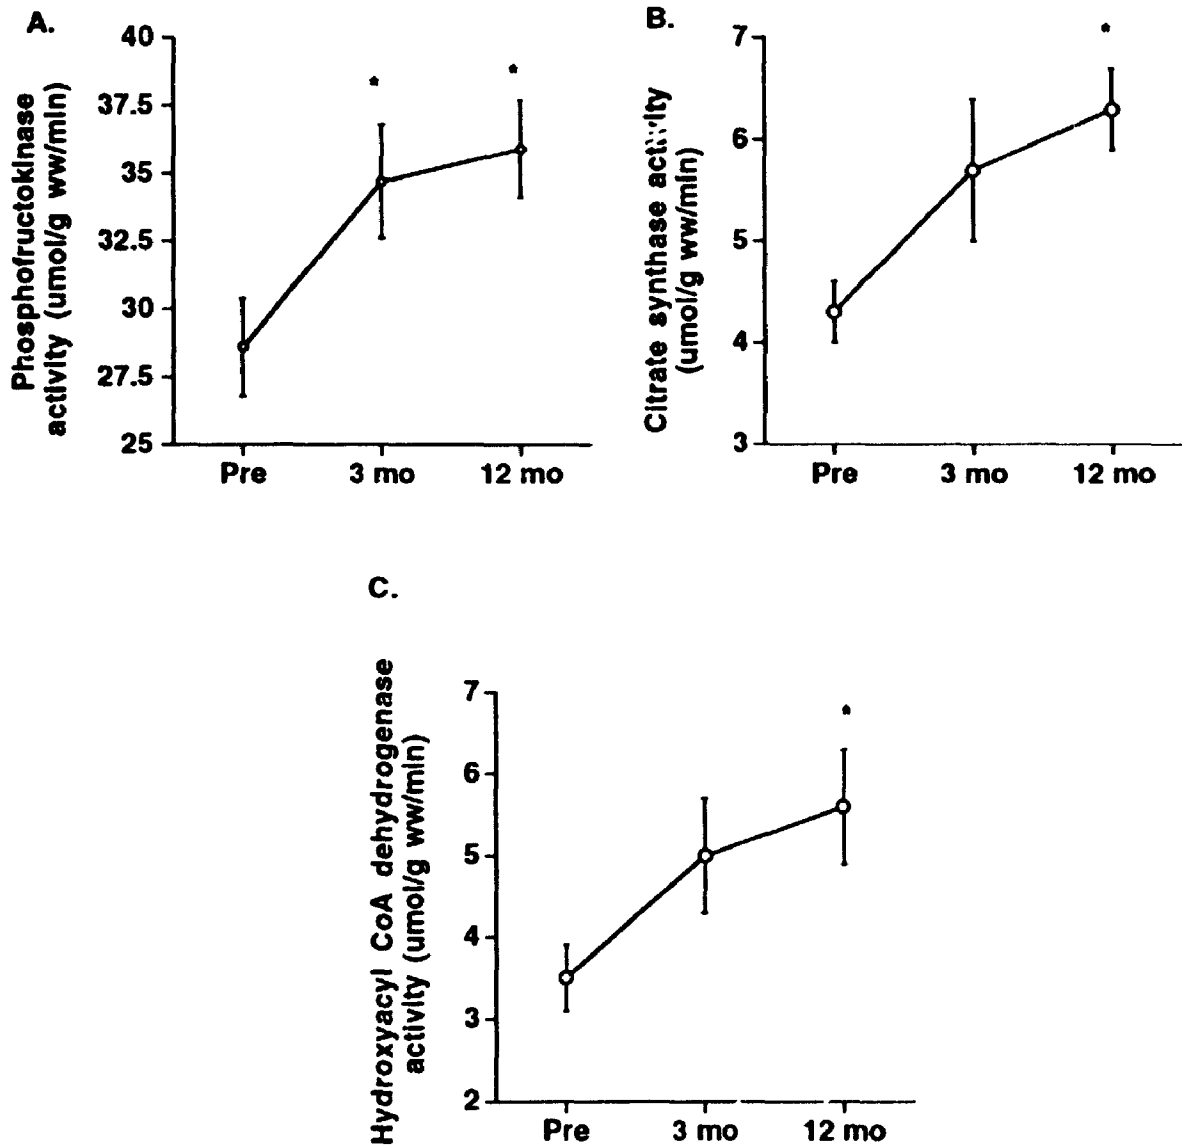 A.
Phosphofructokinase
activity (umol/g ww/min)
40
37.5
35
32.5
30
27.5
25
*
*
Pre 3 mo 12 mo
B.
Citrate synthase activity
(umol/g ww/min)
7
6
5
4
3
*
Pre 3 mo 12 mo
C.
Hydroxyacyl CoA dehydrogenase
activity (umol/g ww/min)
7
6
5
4
3
2
*
Pre 3 mo 12 mo